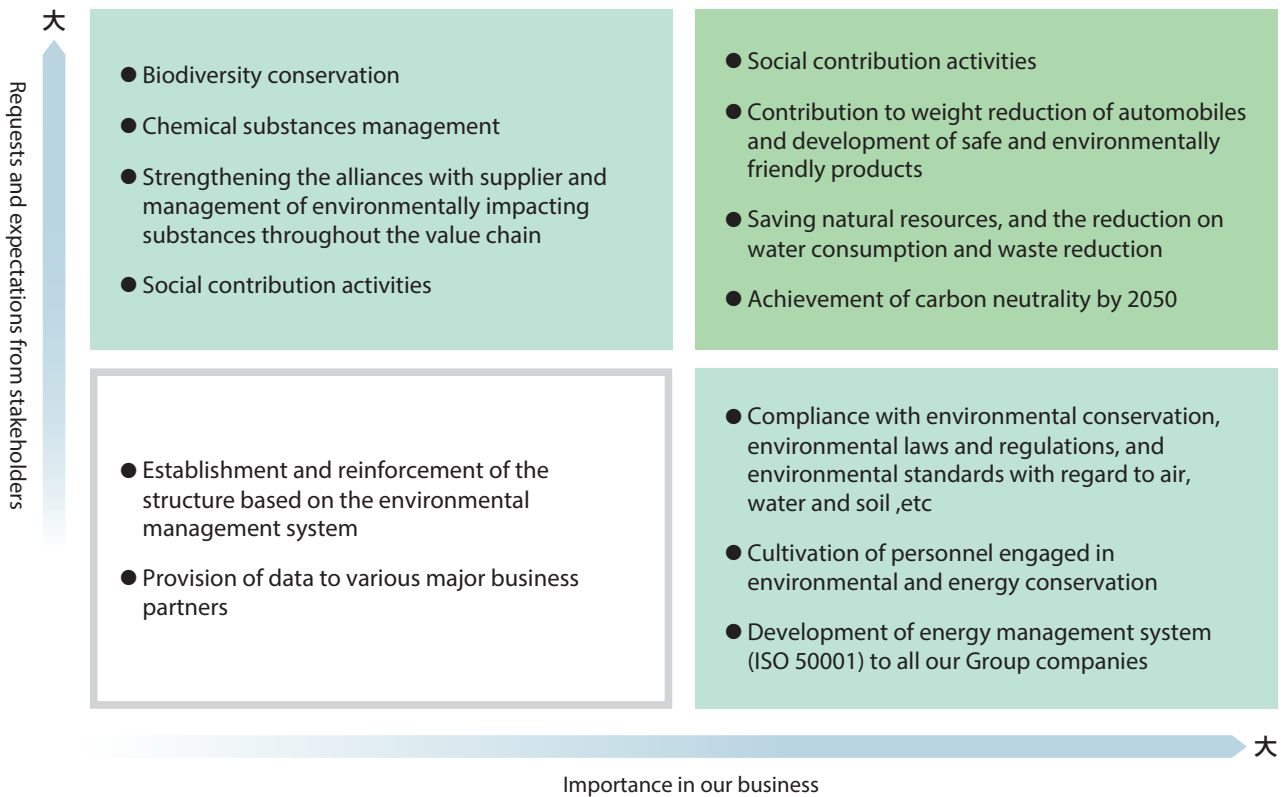 大
Requests and expectations from stakeholders
● Biodiversity conservation
● Chemical substances management
● Strengthening the alliances with supplier and
management of environmentally impacting
substances throughout the value chain
● Social contribution activities
● Social contribution activities
● Contribution to weight reduction of automobiles
and development of safe and environmentally
friendly products
● Saving natural resources, and the reduction on
water consumption and waste reduction
● Achievement of carbon neutrality by 2050
● Establishment and reinforcement of the
structure based on the environmental
management system
● Provision of data to various major business
partners
● Compliance with environmental conservation,
environmental laws and regulations, and
environmental standards with regard to air,
water and soil ,etc
● Cultivation of personnel engaged in
environmental and energy conservation
● Development of energy management system
(ISO 50001) to all our Group companies
大
Importance in our business